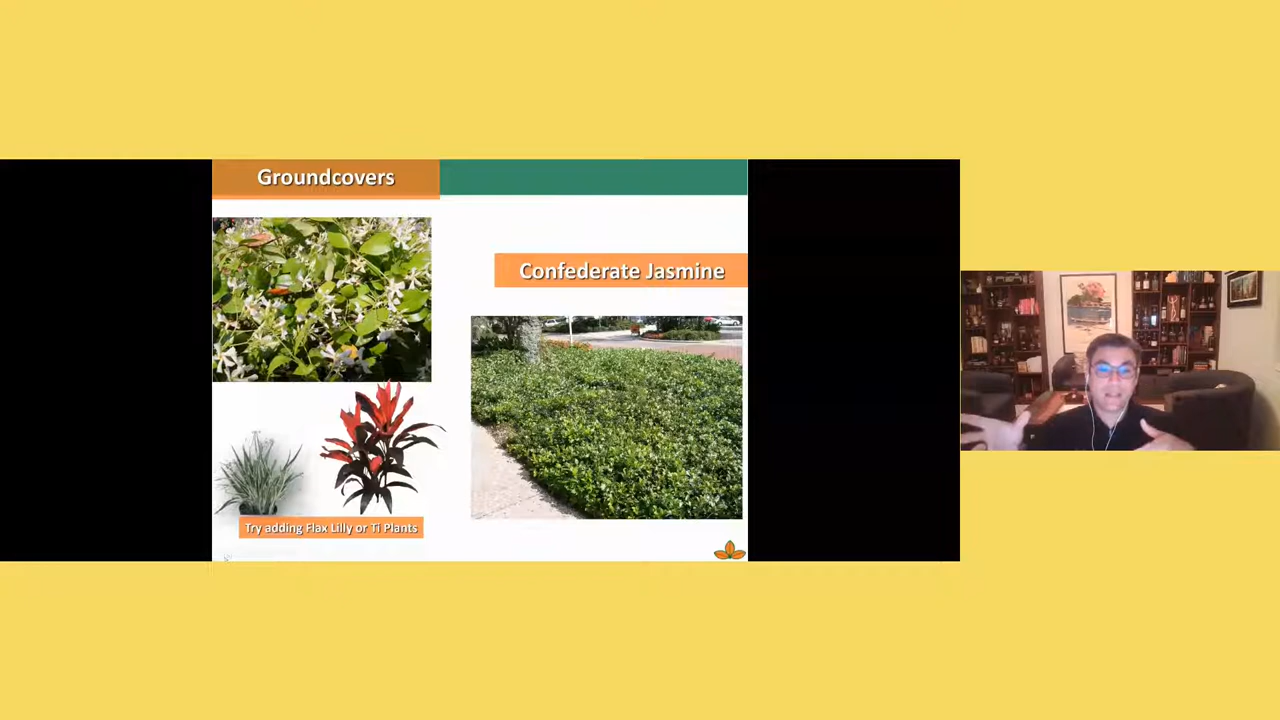 Groundcovers
Confederate Jasmine
Try adding Flax Lilly or Ti Plants